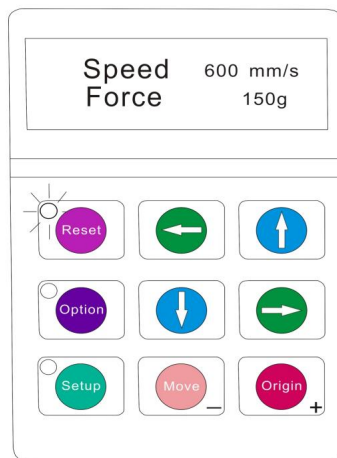 Speed 600 mm/s
Force 150g
Reset
Option
Setup
Move −
Origin +